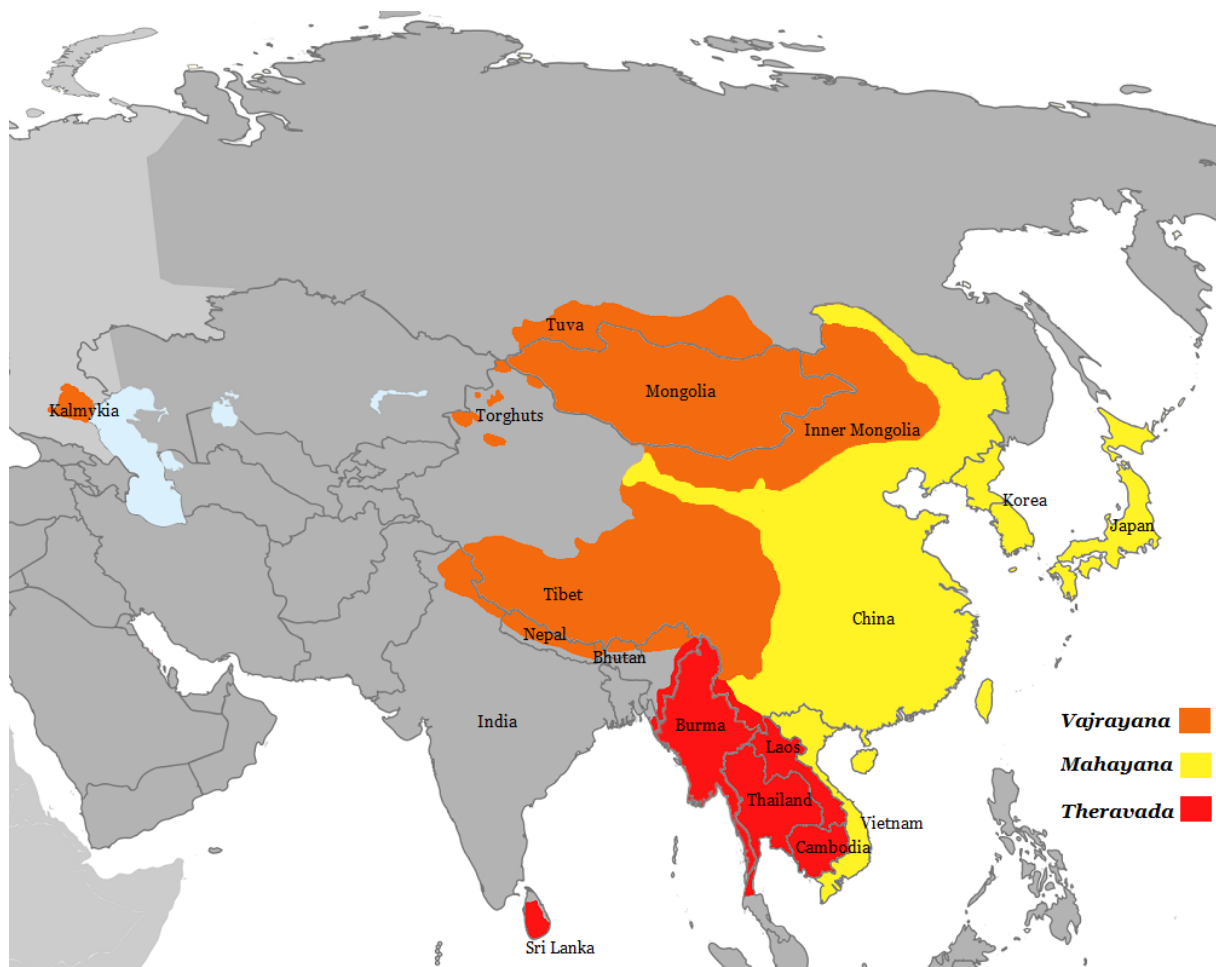 Tuva
Mongolia
Kalmykia
Torghuts
Inner Mongolia
Korea
Japan
Tibet
China
Nepal
Bhutan
India
Burma
Laos
Thailand
Vietnam
Cambodia
Sri Lanka
Vajrayana
Mahayana
Theravada